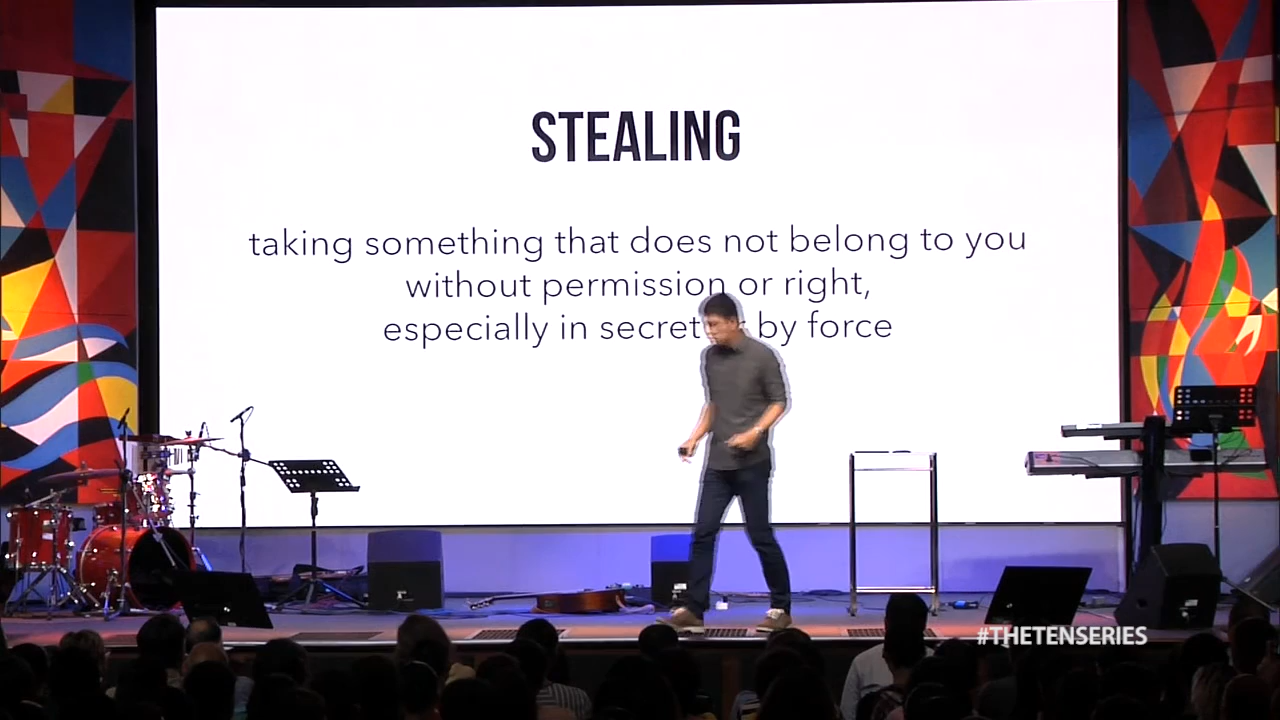 STEALING
taking something that does not belong to you
without permission or right,
especially in secret by force
#THETENSERIES